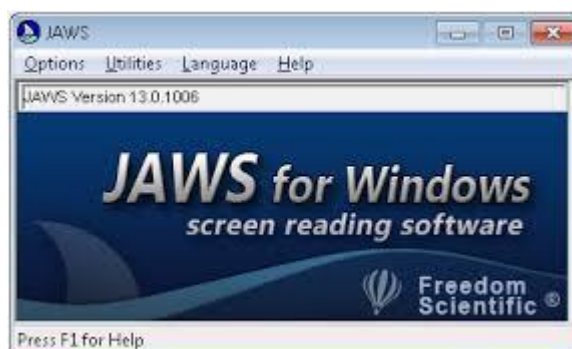 JAWS
Options Utilities Language Help
JAWS Version 13.0.1006
JAWS for Windows
screen reading software
Freedom
Scientific ®
Press F1 for Help